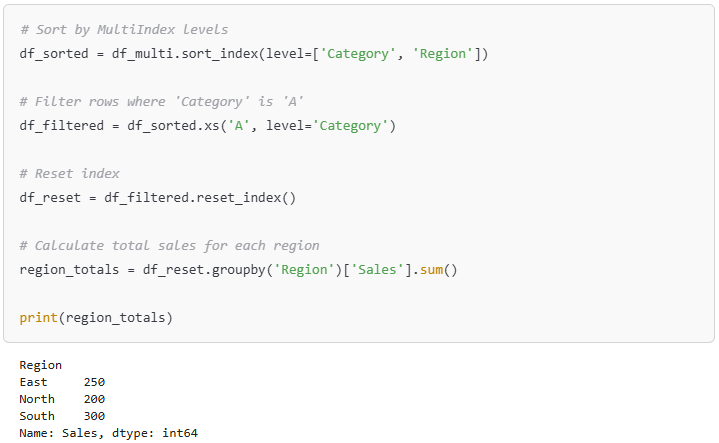 # Sort by MultiIndex levels
df_sorted = df_multi.sort_index(level=['Category', 'Region'])
# Filter rows where 'Category' is 'A'
df_filtered = df_sorted.xs('A', level='Category')
# Reset index
df_reset = df_filtered.reset_index()
# Calculate total sales for each region
region_totals = df_reset.groupby('Region')['Sales'].sum()
print(region_totals)
Region
East     250
North    200
South    300
Name: Sales, dtype: int64